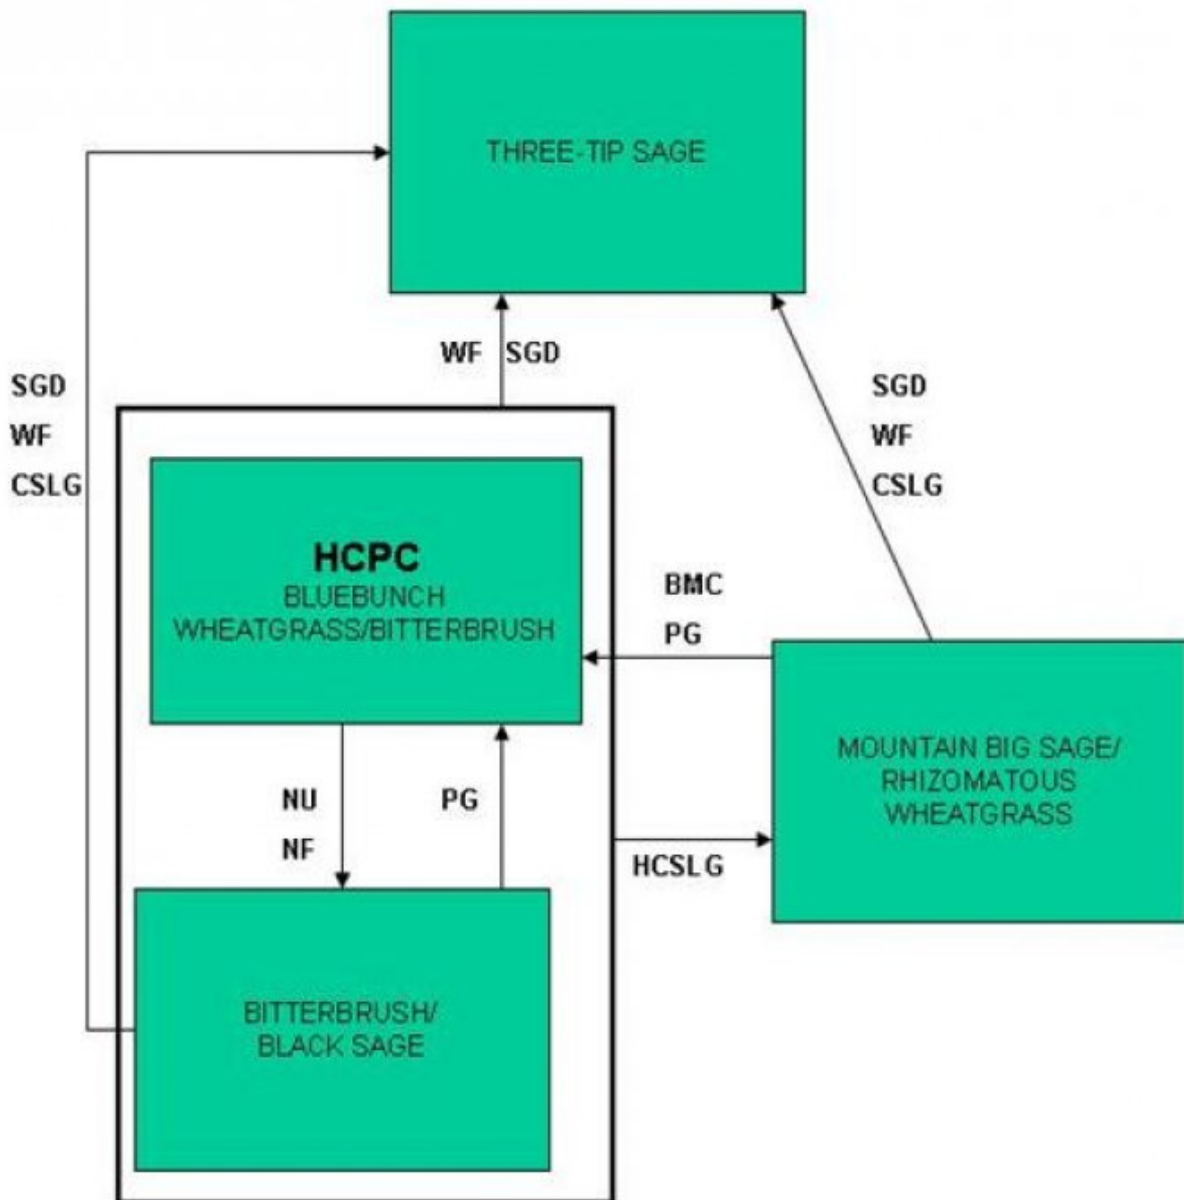 THREE-TIP SAGE
WF SGD
SGD
WF
CSLG
SGD
WF
CSLG
HCPC
BLUEBUNCH
WHEATGRASS/BITTERBRUSH
BMC
PG
MOUNTAIN BIG SAGE/
RHIZOMATOUS
WHEATGRASS
NU
NF
PG
HCSLG
BITTERBRUSH/
BLACK SAGE